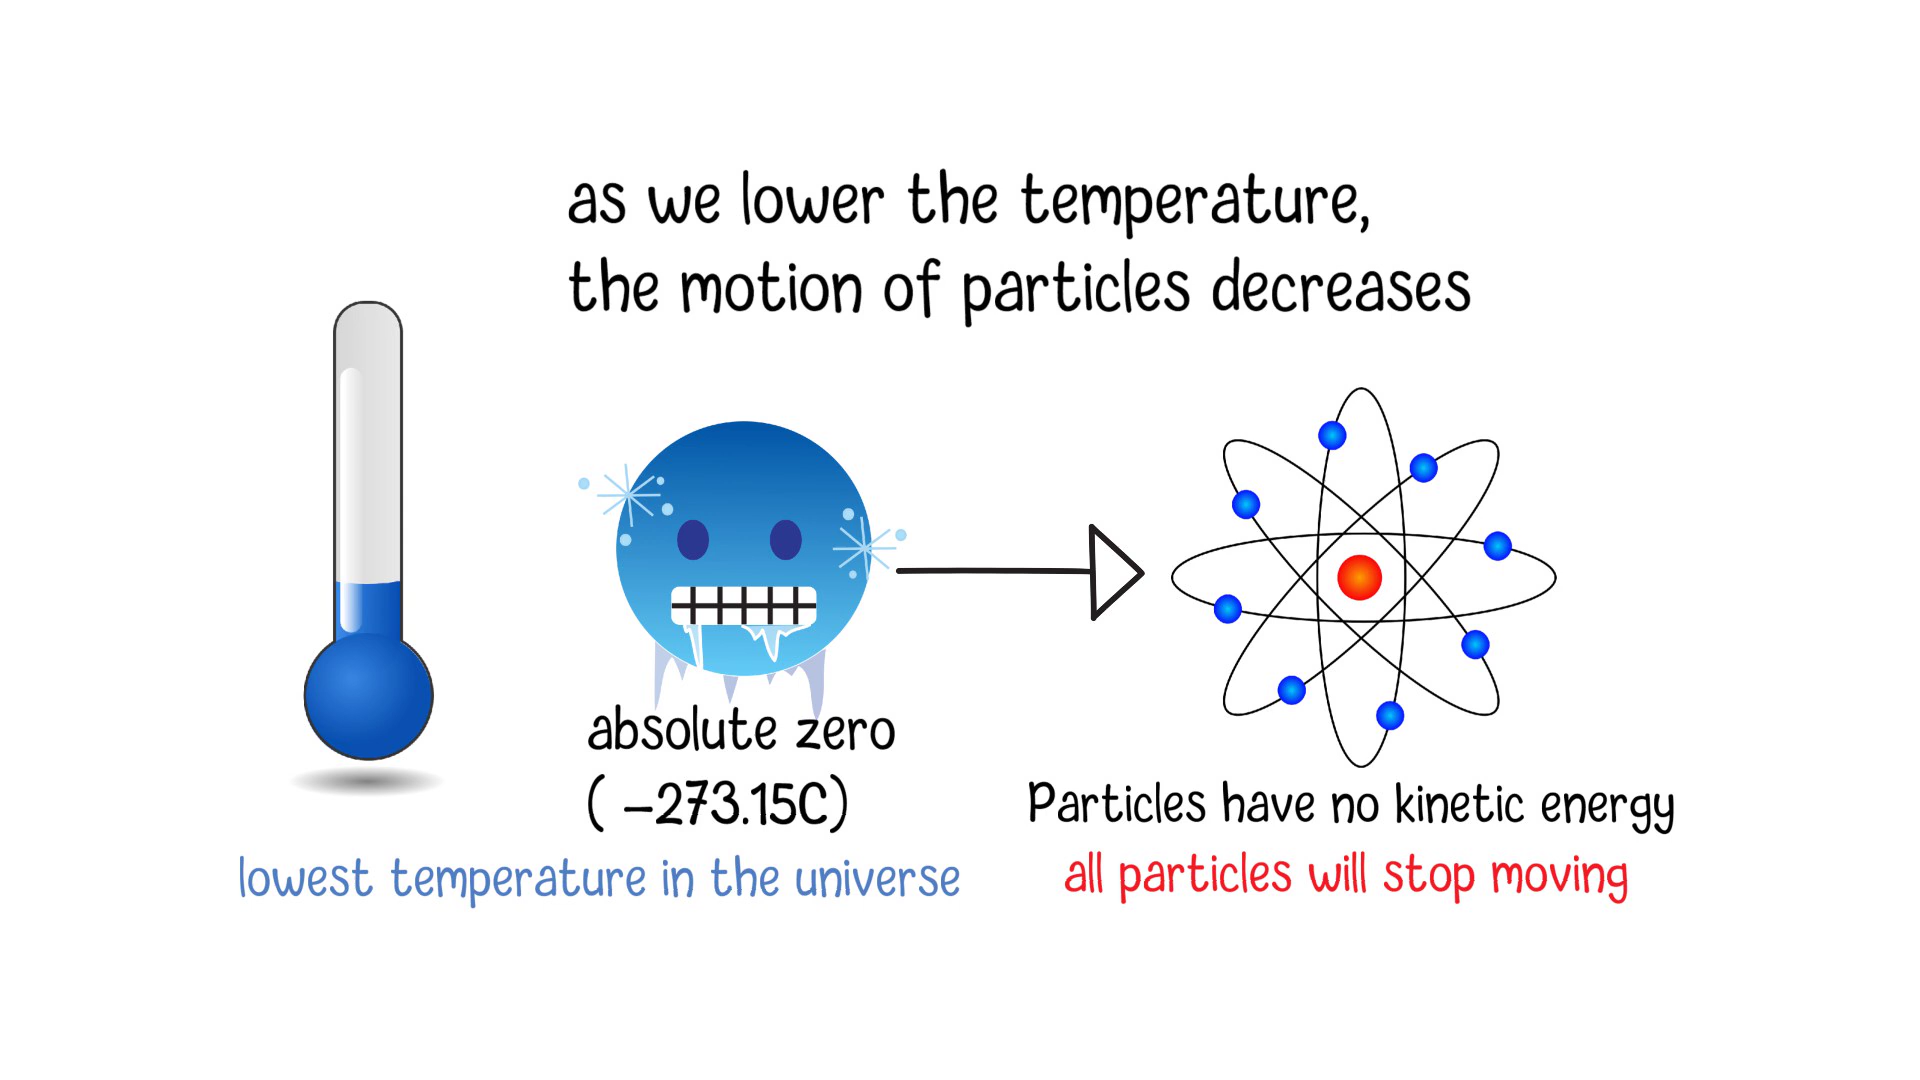 as we lower the temperature,
the motion of particles decreases
absolute zero
( -273.15C)
lowest temperature in the universe
Particles have no kinetic energy
all particles will stop moving